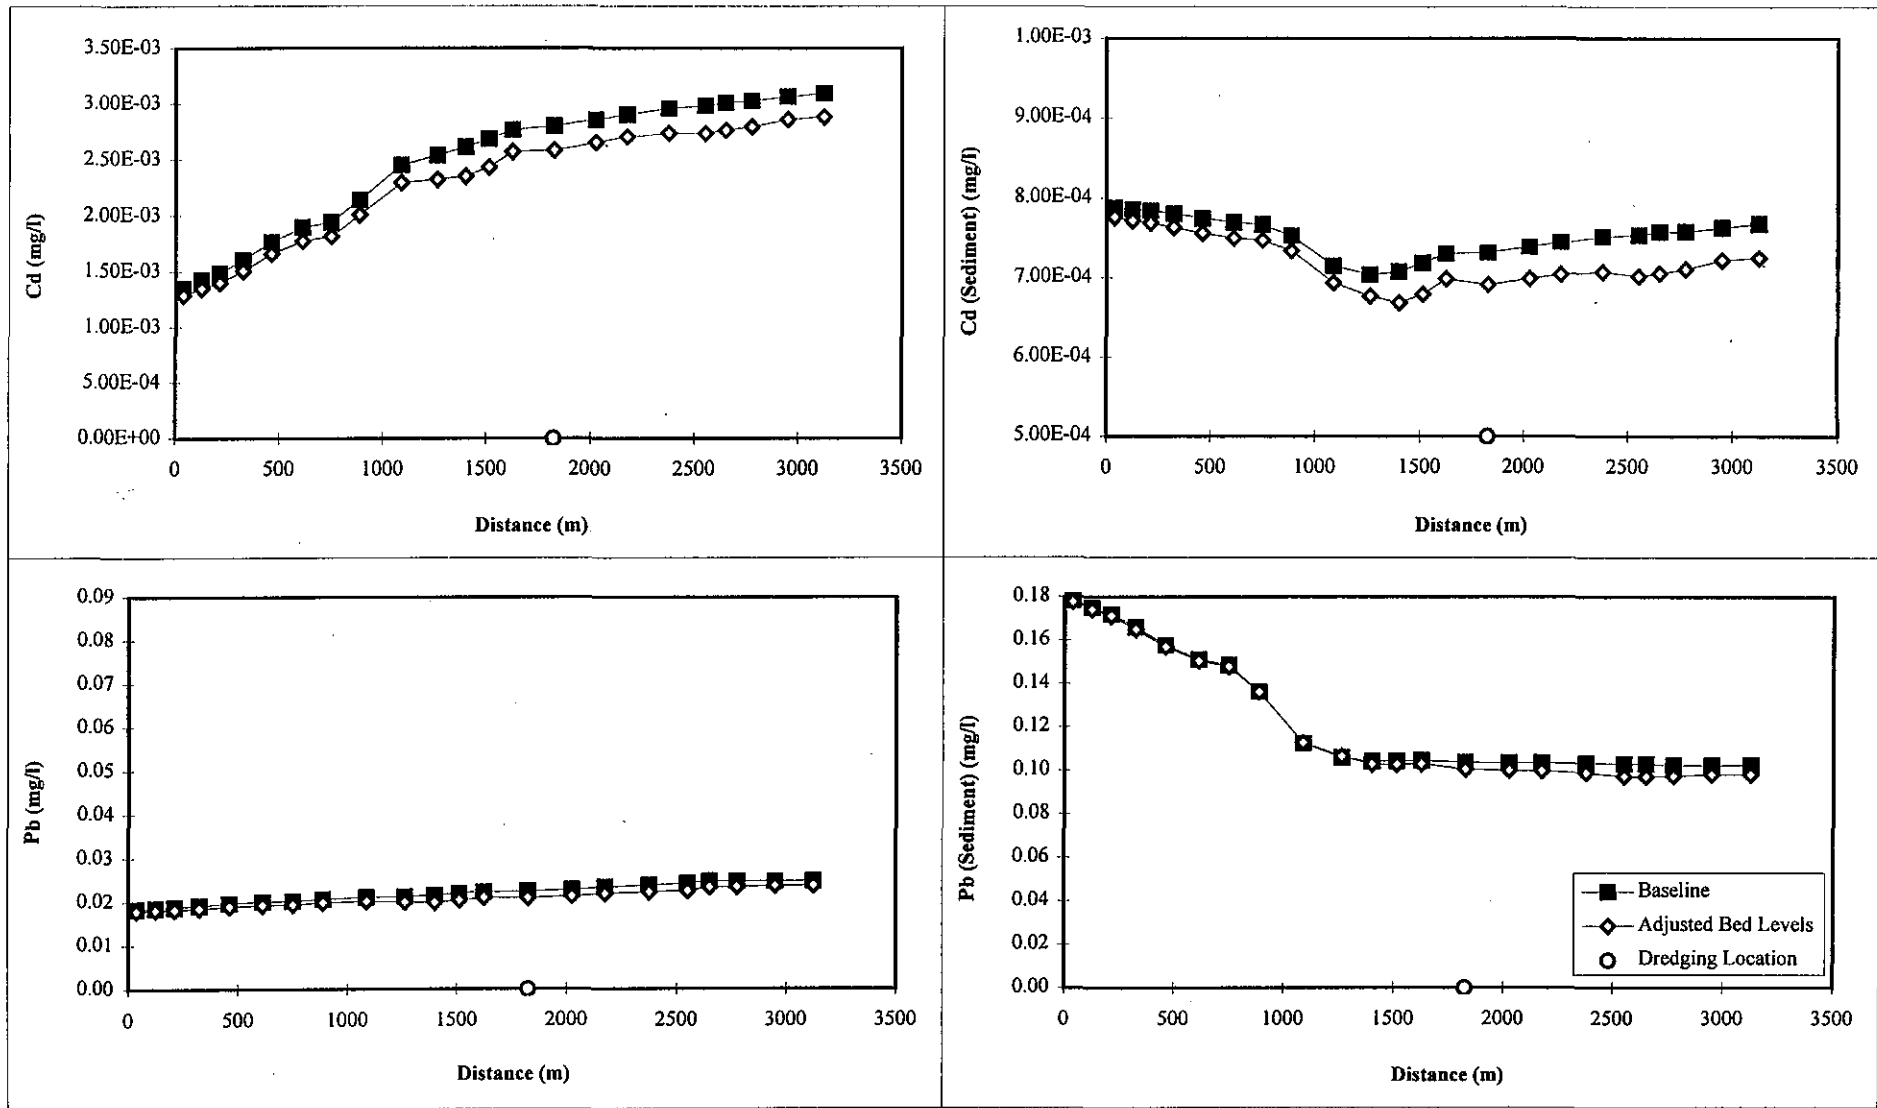 3.50E-03
3.00E-03
2.50E-03
2.00E-03
1.50E-03
1.00E-03
5.00E-04
0.00E+00
Cd (mg/l)
0 500 1000 1500 2000 2500 3000 3500
Distance (m)
1.00E-03
9.00E-04
8.00E-04
7.00E-04
6.00E-04
5.00E-04
Cd (Sediment) (mg/l)
0 500 1000 1500 2000 2500 3000 3500
Distance (m)
0.09
0.08
0.07
0.06
0.05
0.04
0.03
0.02
0.01
0.00
Pb (mg/l)
0 500 1000 1500 2000 2500 3000 3500
Distance (m)
0.18
0.16
0.14
0.12
0.10
0.08
0.06
0.04
0.02
0.00
Pb (Sediment) (mg/l)
Baseline
Adjusted Bed Levels
Dredging Location
0 500 1000 1500 2000 2500 3000 3500
Distance (m)